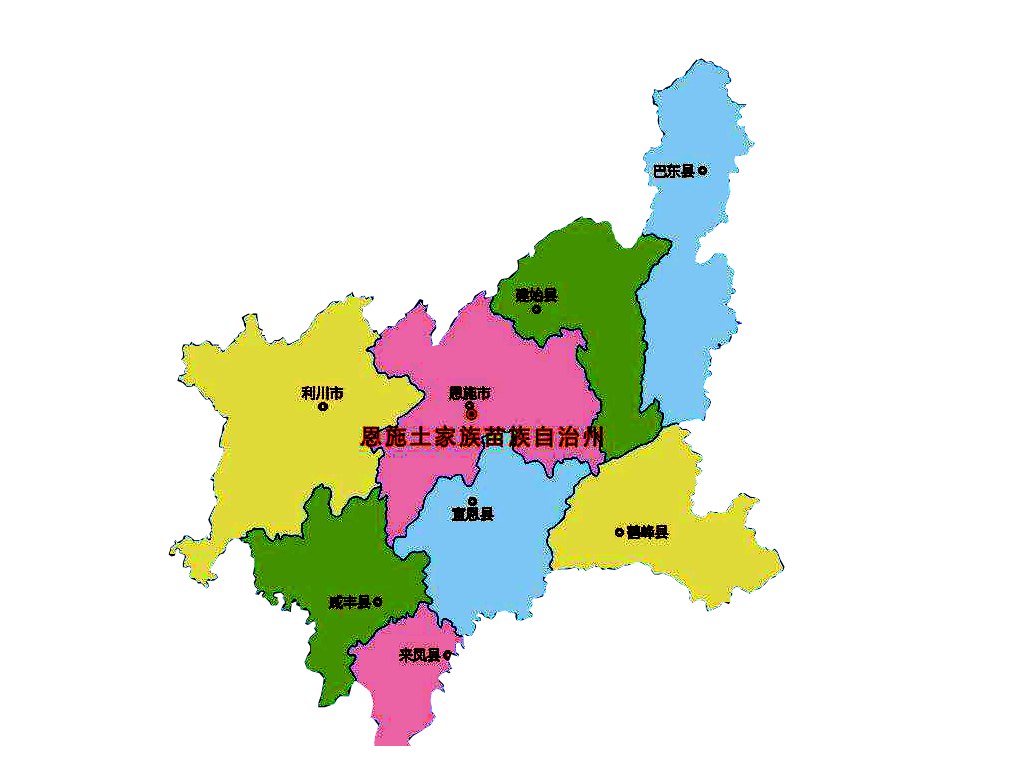 巴东县
建始县
利川市
恩施市
恩施土家族苗族自治州
宣恩县
鹤峰县
咸丰县
来凤县